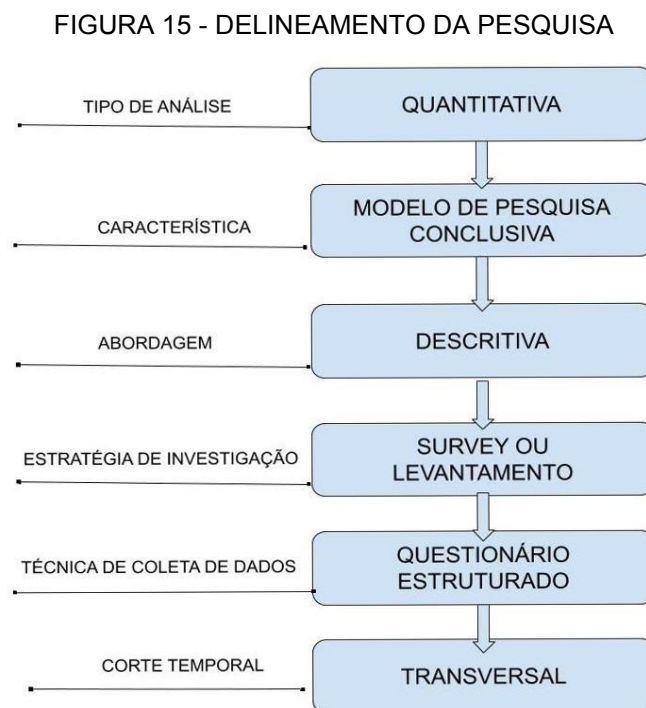 FIGURA 15 - DELINEAMENTO DA PESQUISA
TIPO DE ANÁLISE
QUANTITATIVA
CARACTERÍSTICA
MODELO DE PESQUISA
CONCLUSIVA
ABORDAGEM
DESCRITIVA
ESTRATÉGIA DE INVESTIGAÇÃO
SURVEY OU
LEVANTAMENTO
TÉCNICA DE COLETA DE DADOS
QUESTIONÁRIO
ESTRUTURADO
CORTE TEMPORAL
TRANSVERSAL